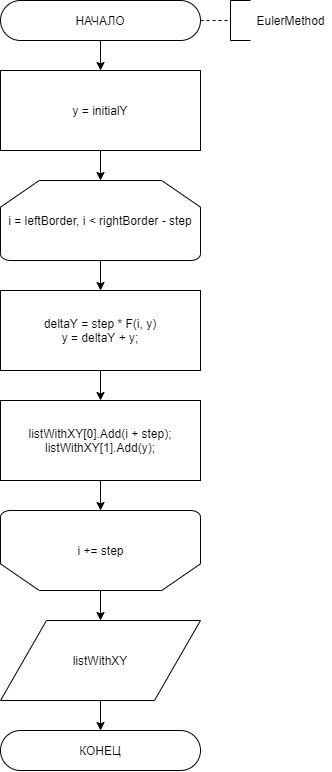 НАЧАЛО
EulerMethod
y = initialY
i = leftBorder, i < rightBorder - step
deltaY = step * F(i, y)
y = deltaY + y;
listWithXY[0].Add(i + step);
listWithXY[1].Add(y);
i += step
listWithXY
КОНЕЦ